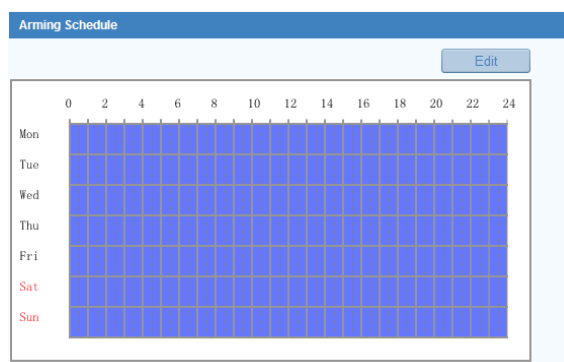 Arming Schedule
Edit
0 2 4 6 8 10 12 14 16 18 20 22 24
Mon
Tue
Wed
Thu
Fri
Sat
Sun